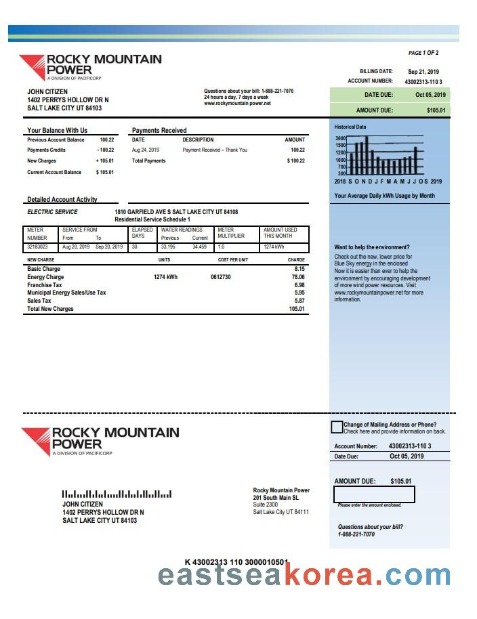 PAGE 1 OF 2
ROCKY MOUNTAIN
POWER
A DIVISION OF PACIFICORP
BILLING DATE: Sep 21, 2019
ACCOUNT NUMBER: 43002313-110 3
JOHN CITIZEN
1402 PERRYS HOLLOW DR N
SALT LAKE CITY UT 84103
Questions about your bill: 1-888-221-7070
24 hours a day, 7 days a week
www.rockymountainpower.net
DATE DUE: Oct 05, 2019
AMOUNT DUE: $105.01
Your Balance With Us
Previous Account Balance 100.22
Payments Credits - 100.22
New Charges + 105.01
Current Account Balance $ 105.01
Payments Received
DATE DESCRIPTION AMOUNT
Aug 24, 2019 Payment Received - Thank You 100.22
Total Payments $ 100.22
Historical Data
2018 S O N D J F M A M J J O S 2019
Your Average Daily kWh Usage by Month
Detailed Account Activity
ELECTRIC SERVICE 1810 GARFIELD AVE S SALT LAKE CITY UT 84108
Residential Service Schedule 1
METER NUMBER SERVICE FROM From To ELAPSED DAYS WATER READINGS Previous Current METER MULTIPLIER AMOUNT USED THIS MONTH
Aug 20, 2019 Sep 20, 2019 30 33.195 34.459 1.0 1274 kWh
NEW CHARGE UNITS COST PER UNIT CHARGE
Basic Charge 8.15
Energy Charge 1274 kWh 0612730 78.06
Franchise Tax 6.98
Municipal Energy Sales/Use Tax 5.95
Sales Tax 5.87
Total New Charges 105.01
Want to help the environment?
Check out the new, lower price for
Blue Sky energy in the enclosed
Now it is easier than ever to help the
environment by encouraging development
of more wind power resources. Visit
www.rockymountainpower.net for more
information.
ROCKY MOUNTAIN
POWER
A DIVISION OF PACIFICORP
Change of Mailing Address or Phone?
Check here and provide information on back.
Account Number: 43002313-110 3
Date Due: Oct 05, 2019
AMOUNT DUE: $105.01
Please enter the amount enclosed
JOHN CITIZEN
1402 PERRYS HOLLOW DR N
SALT LAKE CITY UT 84103
Rocky Mountain Power
201 South Main SL
Suite 2300
Salt Lake City UT 84111
Questions about your bill?
1-888-221-7070
K 43002313 110 3000010501
eastseakorea.com